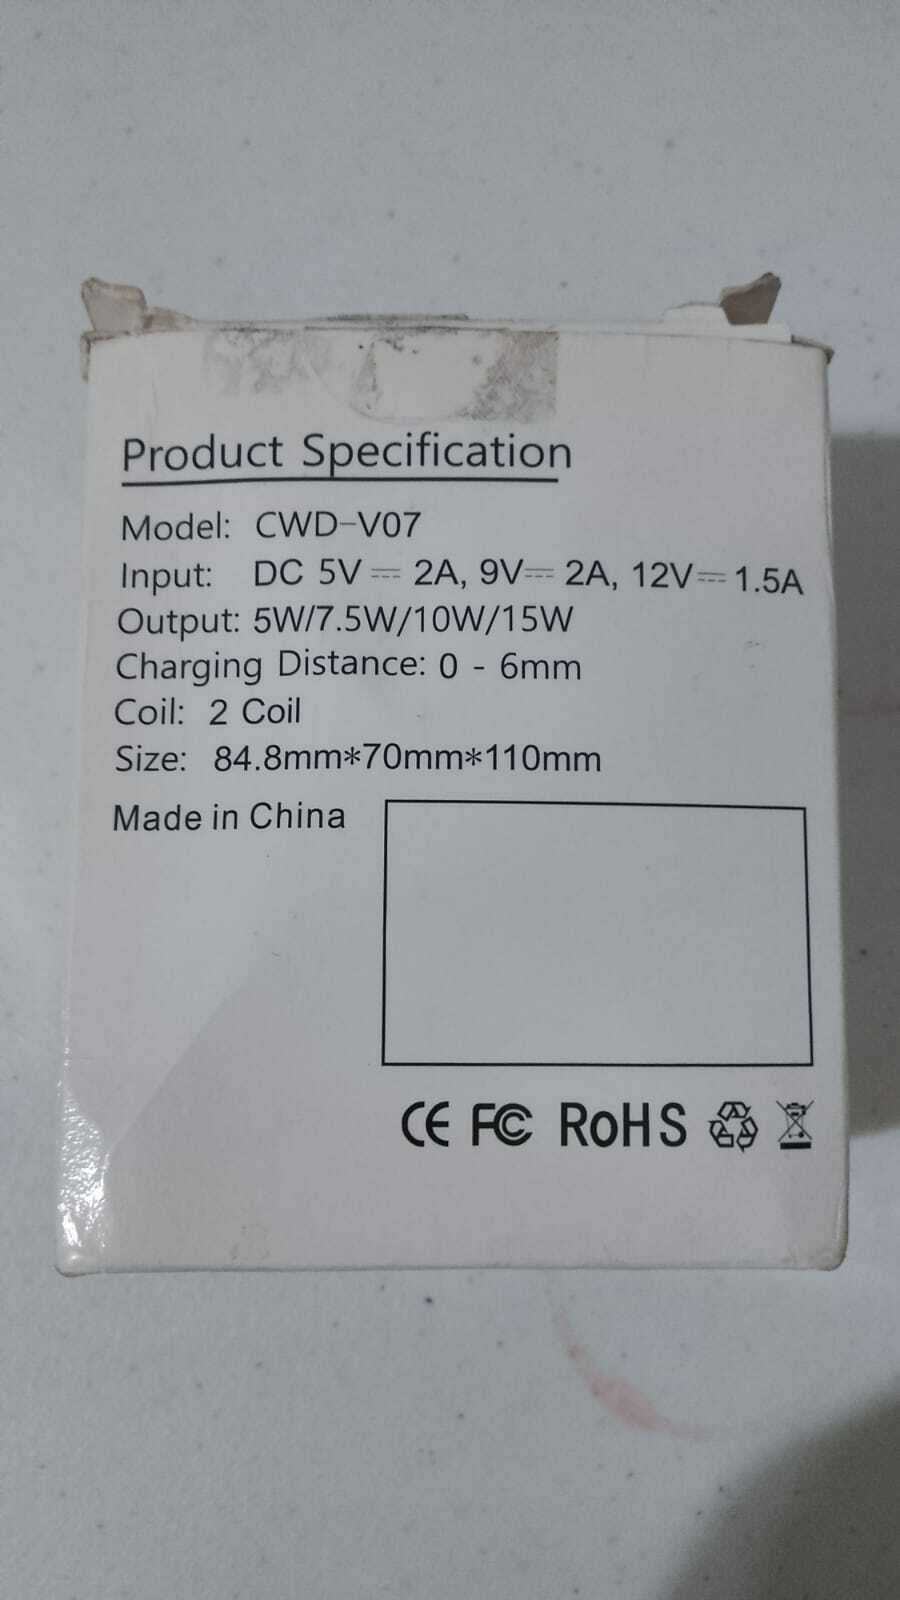 Product Specification
Model: CWD-V07
Input: DC 5V⎓2A, 9V⎓2A, 12V⎓1.5A
Output: 5W/7.5W/10W/15W
Charging Distance: 0 - 6mm
Coil: 2 Coil
Size: 84.8mm*70mm*110mm
Made in China
CE FC RoHS